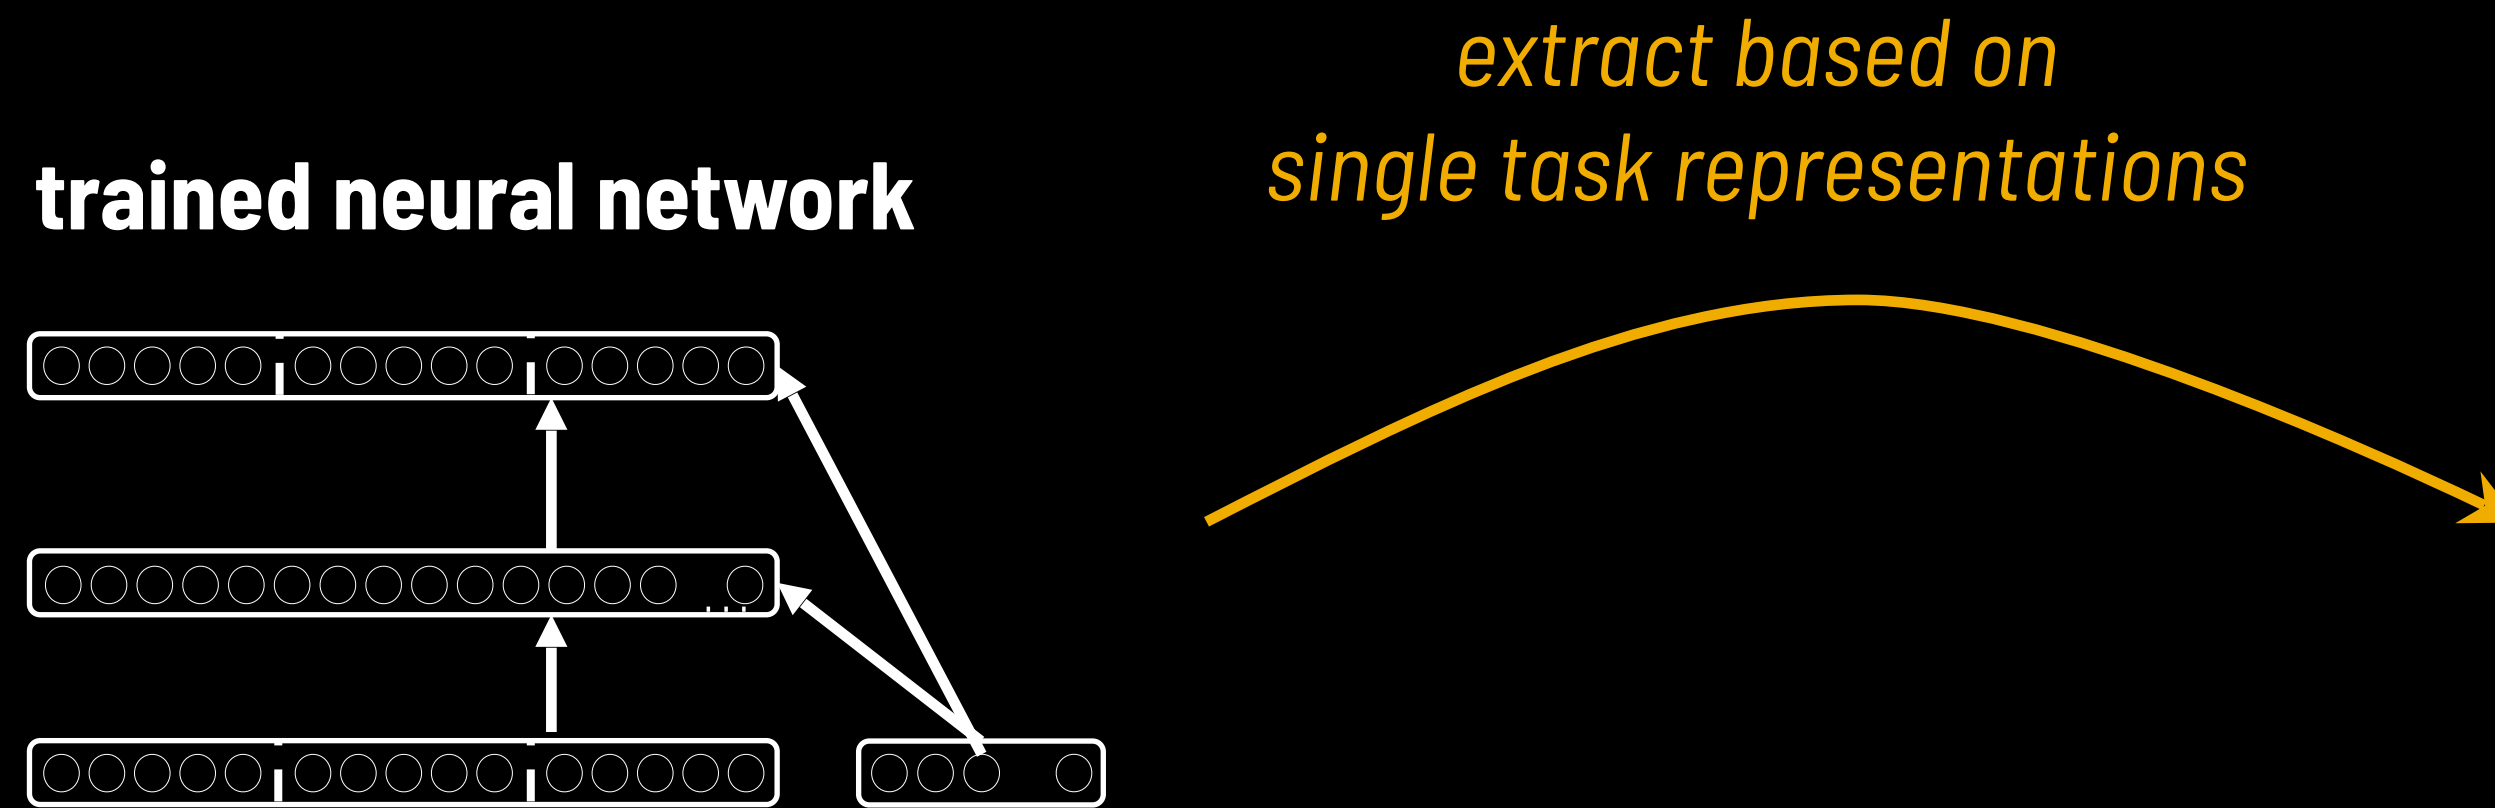 extract based on
single task representations
trained neural network
...